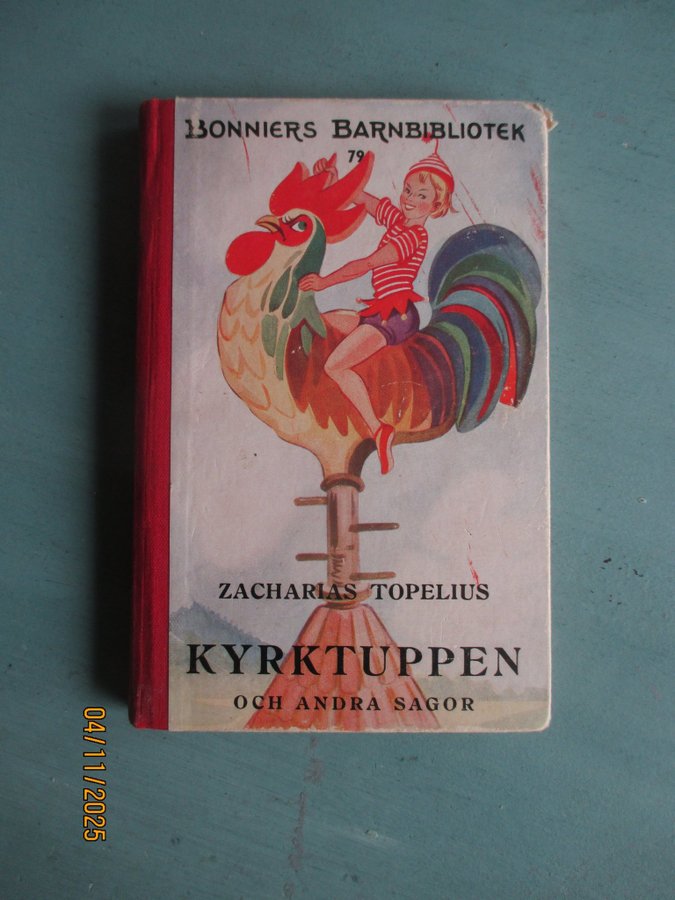 BONNIERS BARNBIBLIOTEK
79
ZACHARIAS TOPELIUS
KYRKTUPPEN
OCH ANDRA SAGOR
04/11/2025